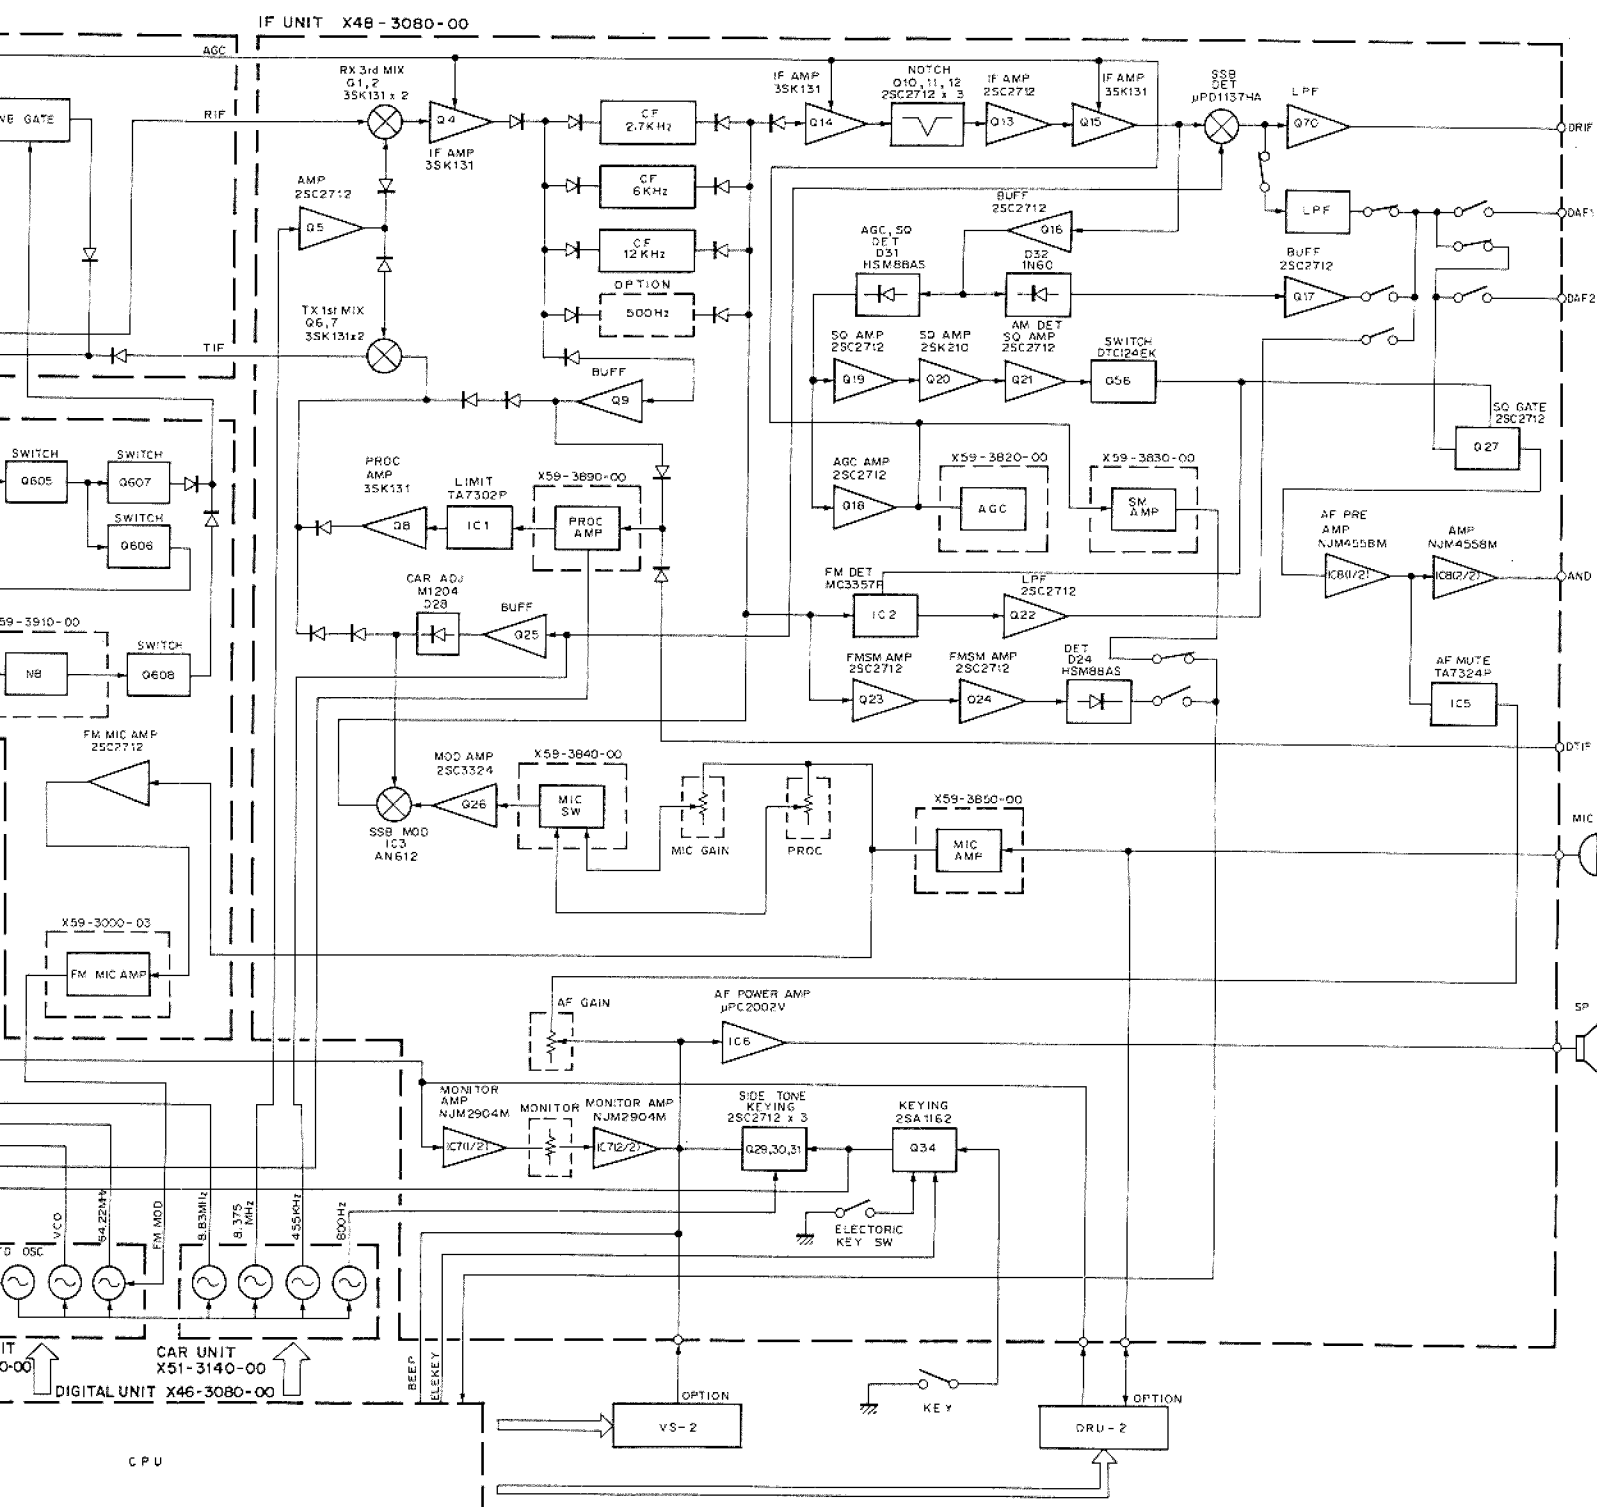 IF UNIT X48-3080-00
AGC
RX 3rd MIX
Q1,2
3SK131 x 2
RIF
NB GATE
Q4
IF AMP
3SK131
CF
2.7KHz
CF
6KHz
CF
12KHz
OPTION
500Hz
IF AMP
3SK131
Q14
NOTCH
Q10,11,12
2SC2712 x 3
IF AMP
2SC2712
Q13
IF AMP
3SK131
Q15
SSB
DET
µPD1137HA
LPF
Q70
DRIF
AMP
2SC2712
Q5
TX 1st MIX
Q6,7
3SK131x2
TIF
BUFF
Q9
BUFF
2SC2712
Q16
AGC, SQ
DET
D31
HSM88AS
D32
1N60
AM DET
LPF
DAF1
BUFF
2SC2712
Q17
DAF2
SQ AMP
2SC2712
Q19
SQ AMP
2SK210
Q20
SQ AMP
2SC2712
Q21
SWITCH
DTC124EK
Q56
SQ GATE
2SC2712
Q27
SWITCH
Q605
SWITCH
Q607
SWITCH
Q606
PROC
AMP
3SK131
Q8
LIMIT
TA7302P
IC1
X59-3890-00
PROC
AMP
AGC AMP
2SC2712
Q18
X59-3820-00
AGC
X59-3830-00
SM
AMP
AF PRE
AMP
NJM4558M
IC8(1/2)
AMP
NJM4558M
IC8(2/2)
AND
CAR ADJ
M1204
D28
BUFF
Q25
FM DET
MC3357P
IC2
LPF
2SC2712
Q22
59-3910-00
NB
SWITCH
Q608
FMSM AMP
2SC2712
Q23
FMSM AMP
2SC2712
Q24
DET
D24
HSM88AS
AF MUTE
TA7324P
IC5
DTIF
FM MIC AMP
2SC2712
MOD AMP
2SC3324
Q26
X59-3840-00
MIC
SW
SSB MOD
IC3
AN612
MIC GAIN
PROC
X59-3850-00
MIC
AMP
MIC
X59-3000-03
FM MIC AMP
AF GAIN
AF POWER AMP
µPC2002V
IC6
SP
MONITOR
AMP
NJM2904M
IC7(1/2)
MONITOR
MONITOR AMP
NJM2904M
IC7(2/2)
SIDE TONE
KEYING
2SC2712 x 3
Q29,30,31
KEYING
2SA1162
Q34
ELECTORIC
KEY SW
VCO
64.22MHz
FM MOD
8.83MHz
8.375
MHz
455KHz
800Hz
TD OSC
CAR UNIT
X51-3140-00
DIGITAL UNIT X46-3080-00
IT
0-00
BEEP
ELEKEY
OPTION
VS-2
KEY
OPTION
DRU-2
CPU